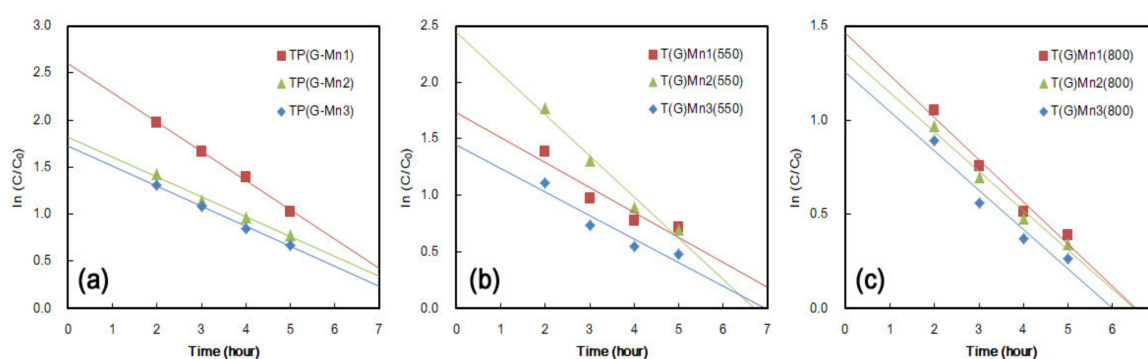 3.0
2.5
2.0
1.5
1.0
0.5
0.0
ln (C/C₀)
TP(G-Mn1)
TP(G-Mn2)
TP(G-Mn3)
(a)
0 1 2 3 4 5 6 7
Time (hour)
2.5
2.0
1.5
1.0
0.5
0.0
ln (C/C₀)
T(G)Mn1(550)
T(G)Mn2(550)
T(G)Mn3(550)
(b)
0 1 2 3 4 5 6 7
Time (hour)
1.5
1.0
0.5
0.0
ln (C/C₀)
T(G)Mn1(800)
T(G)Mn2(800)
T(G)Mn3(800)
(c)
0 1 2 3 4 5 6
Time (hour)